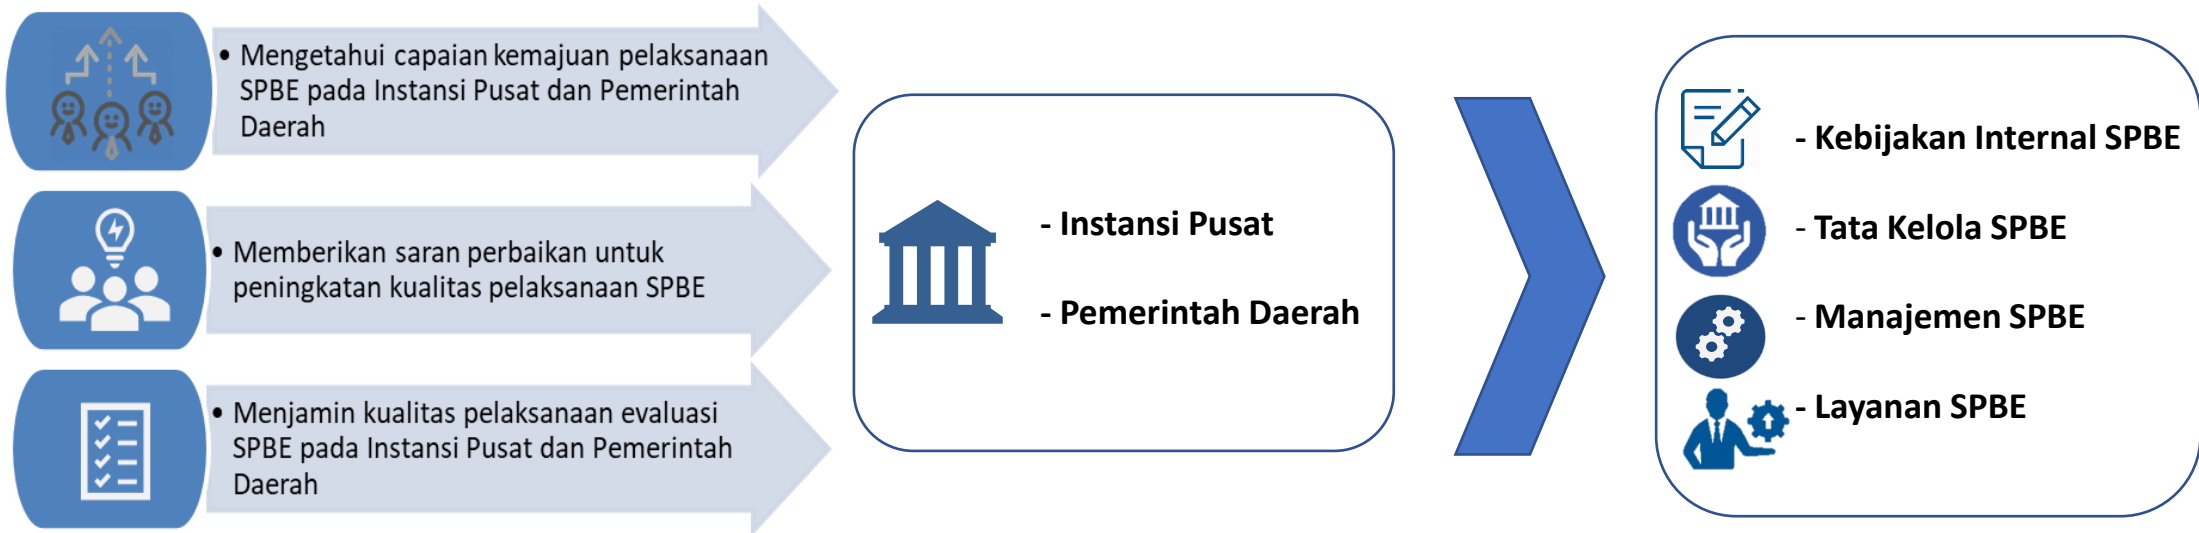 • Mengetahui capaian kemajuan pelaksanaan
SPBE pada Instansi Pusat dan Pemerintah
Daerah
• Memberikan saran perbaikan untuk
peningkatan kualitas pelaksanaan SPBE
• Menjamin kualitas pelaksanaan evaluasi
SPBE pada Instansi Pusat dan Pemerintah
Daerah
- Instansi Pusat
- Pemerintah Daerah
- Kebijakan Internal SPBE
- Tata Kelola SPBE
- Manajemen SPBE
- Layanan SPBE